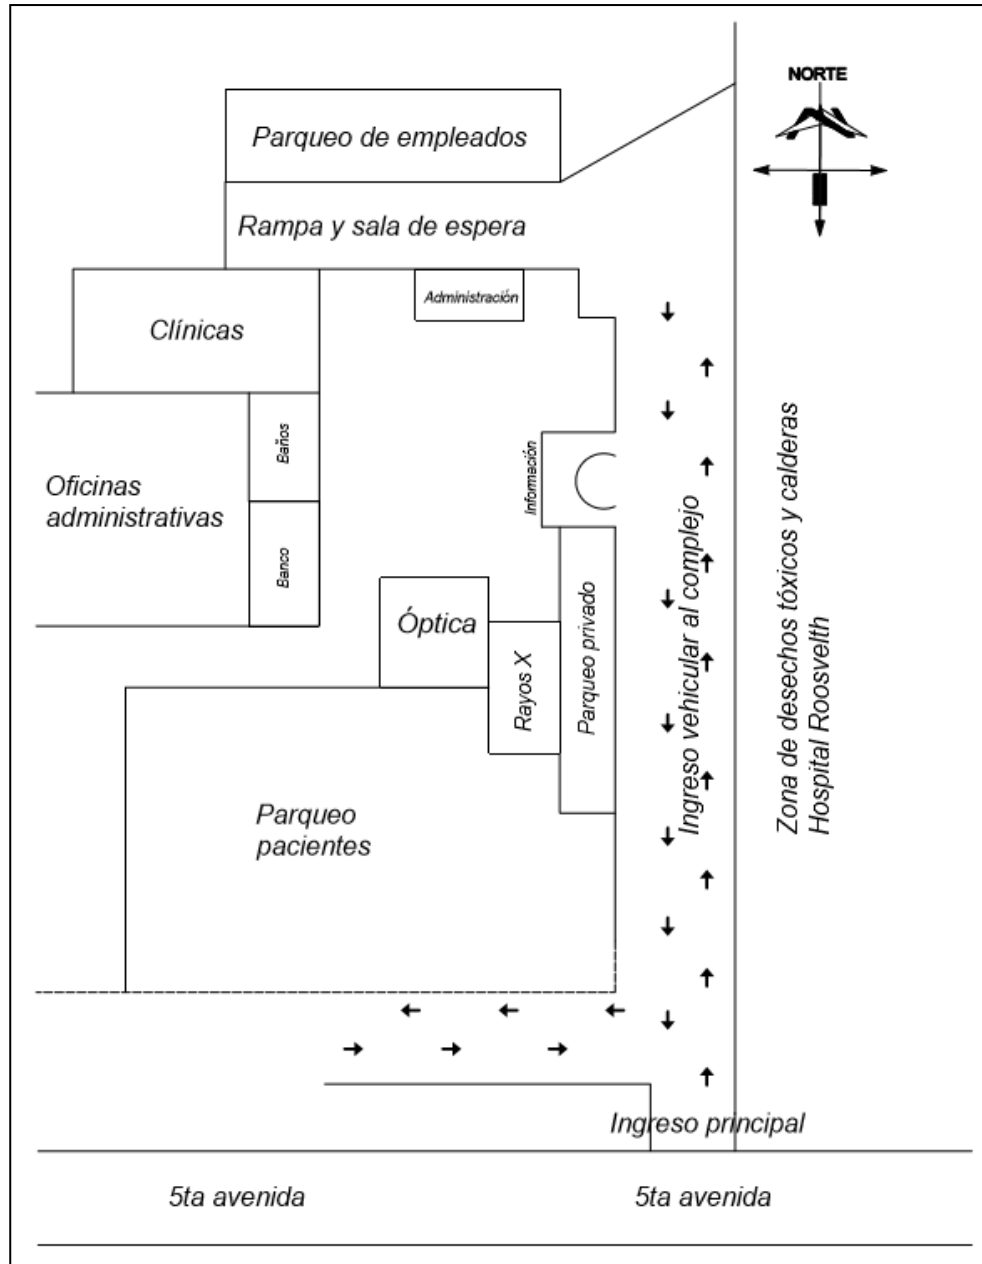 NORTE
Parqueo de empleados
Rampa y sala de espera
Administración
Clínicas
Baños
Información
Oficinas
administrativas
Banco
Óptica
Rayos X
Parqueo privado
Ingreso vehicular al complejo
Zona de desechos tóxicos y calderas
Hospital Roosvelth
Parqueo
pacientes
Ingreso principal
5ta avenida
5ta avenida